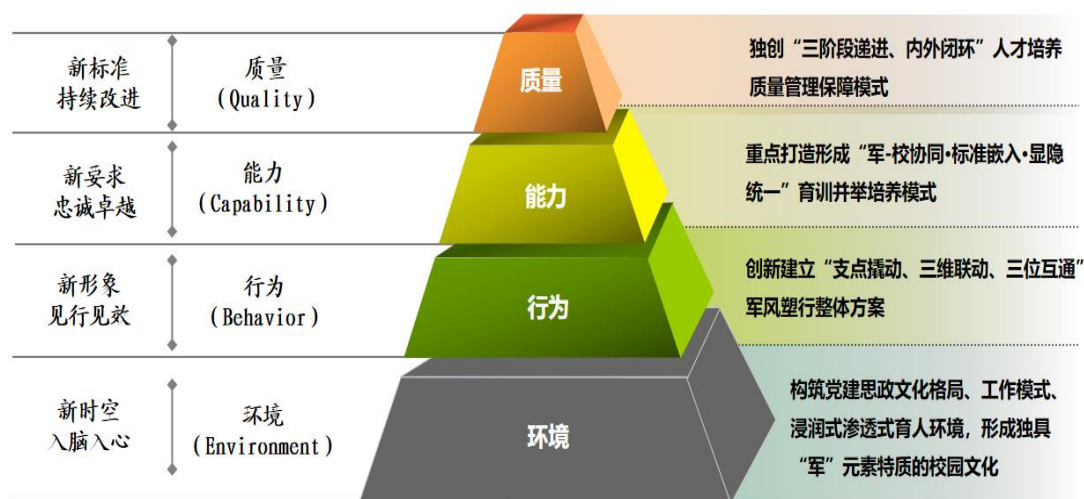 新标准
持续改进
质量
(Quality)
质量
独创“三阶段递进、内外闭环”人才培养
质量管理保障模式
新要求
忠诚卓越
能力
(Capability)
能力
重点打造形成“军-校协同·标准嵌入·显隐
统一”育训并举培养模式
新形象
见行见效
行为
(Behavior)
行为
创新建立“支点撬动、三维联动、三位互通”
军风塑行整体方案
新时空
入脑入心
环境
(Environment)
环境
构筑党建思政文化格局、工作模式、
浸润式渗透式育人环境，形成独具
“军”元素特质的校园文化